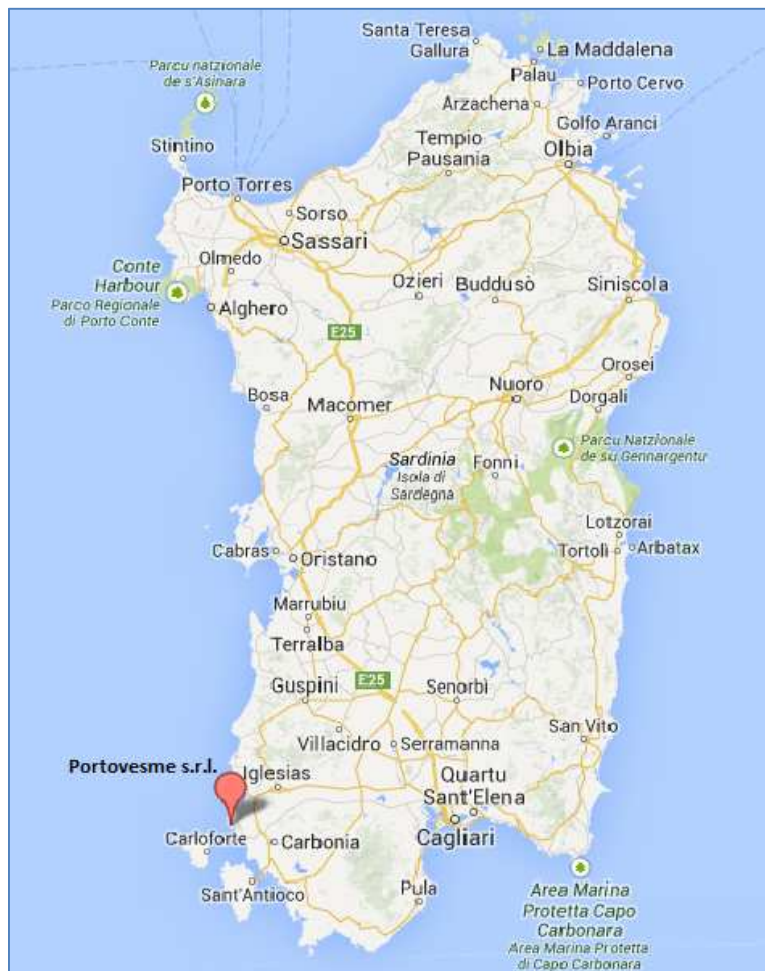 Santa Teresa
Gallura
La Maddalena
Parcu natzionale
de s'Asinara
Palau
Porto Cervo
Arzachena
Golfo Aranci
Stintino
Tempio
Pausania
Olbia
Porto Torres
Sorso
Sassari
Conte
Harbour
Parco Regionale
di Porto Conte
Olmedo
Ozieri
Buddusò
Siniscola
Alghero
E25
Orosei
Nuoro
Bosa
Dorgali
Macomer
Parcu Natzionale
de su Gennargentu
Sardinia
Isola di
Sardegna
Fonni
Lotzorai
Cabras
Oristano
Tortolì
Arbatax
Marrubiu
Terralba
E25
Guspini
Senorbì
San Vito
Villacidro
Serramanna
Portovesme s.r.l.
Iglesias
Quartu
Sant'Elena
Carloforte
Carbonia
Cagliari
Sant'Antioco
Pula
Area Marina
Protetta Capo
Carbonara
Area Marina Protetta
di Capo Carbonara